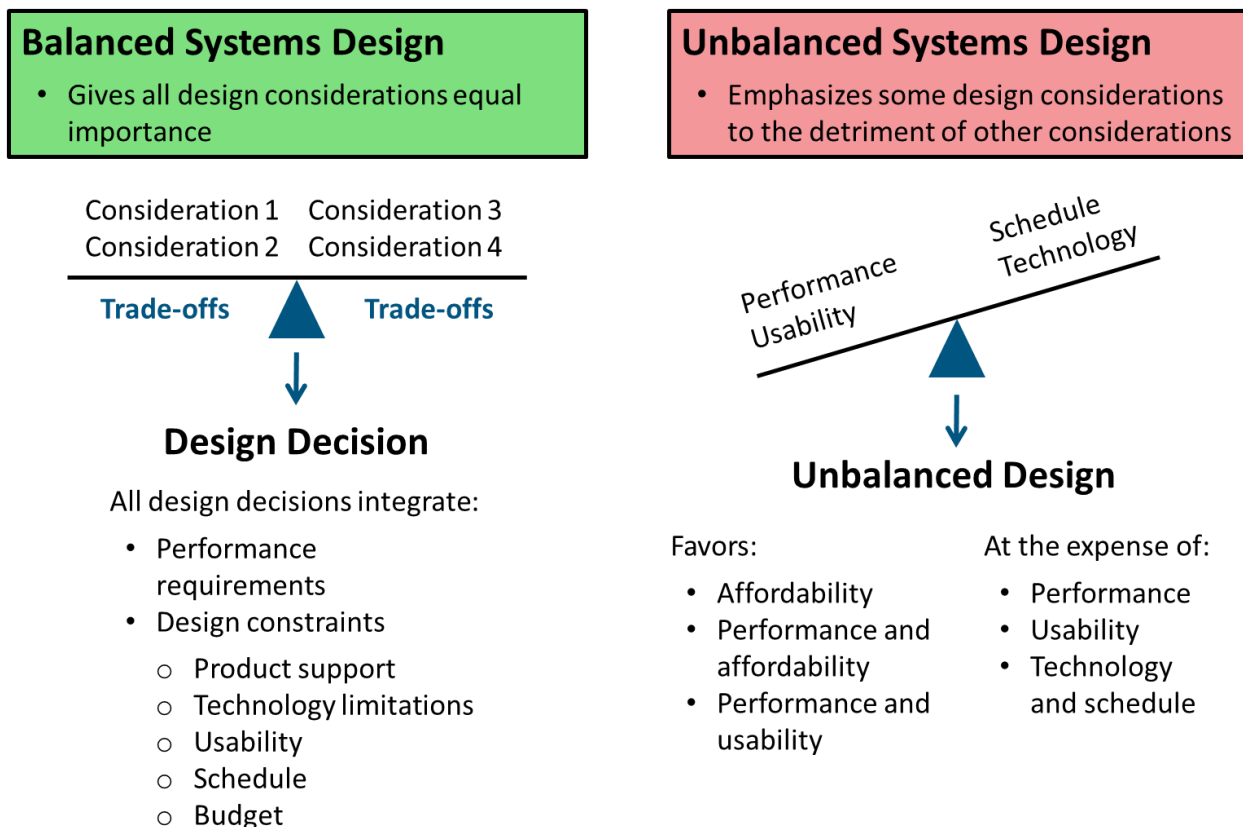 Balanced Systems Design
• Gives all design considerations equal
importance
Consideration 1 Consideration 3
Consideration 2 Consideration 4
Trade-offs Trade-offs
Design Decision
All design decisions integrate:
• Performance
requirements
• Design constraints
o Product support
o Technology limitations
o Usability
o Schedule
o Budget
Unbalanced Systems Design
• Emphasizes some design considerations
to the detriment of other considerations
Performance
Usability
Schedule
Technology
Unbalanced Design
Favors:
• Affordability
• Performance and
affordability
• Performance and
usability
At the expense of:
• Performance
• Usability
• Technology
and schedule